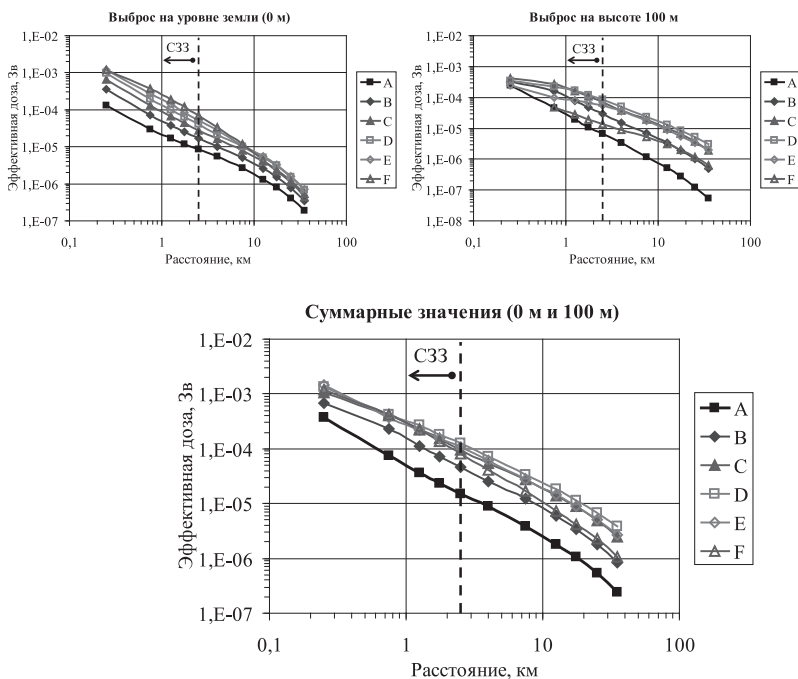 Выброс на уровне земли (0 м)
Эффективная доза, Зв
1,E-02
1,E-03
1,E-04
1,E-05
1,E-06
1,E-07
СЗЗ
0,1
1
10
100
Расстояние, км
A
B
C
D
E
F
Выброс на высоте 100 м
Эффективная доза, Зв
1,E-02
1,E-03
1,E-04
1,E-05
1,E-06
1,E-07
1,E-08
СЗЗ
0,1
1
10
100
Расстояние, км
A
B
C
D
E
F
Суммарные значения (0 м и 100 м)
Эффективная доза, Зв
1,E-02
1,E-03
1,E-04
1,E-05
1,E-06
1,E-07
СЗЗ
0,1
1
10
100
Расстояние, км
A
B
C
D
E
F